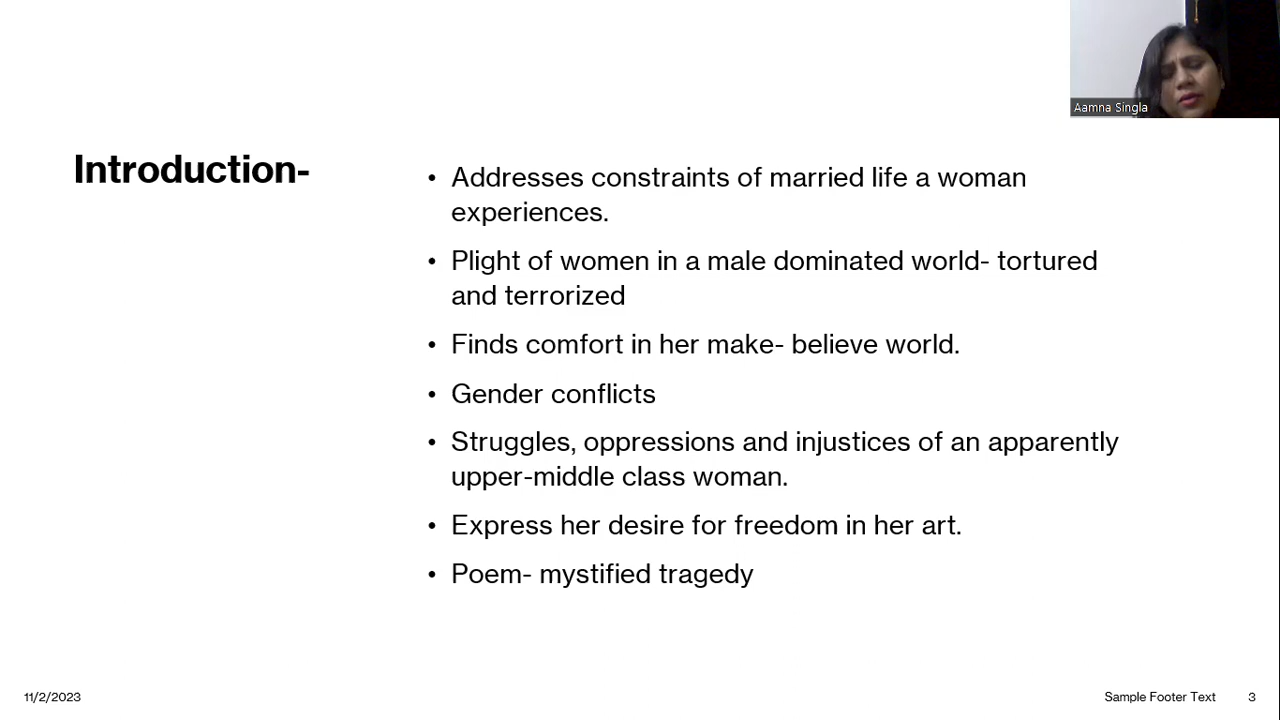 Aamna Singla
Introduction-
• Addresses constraints of married life a woman
experiences.
• Plight of women in a male dominated world- tortured
and terrorized
• Finds comfort in her make- believe world.
• Gender conflicts
• Struggles, oppressions and injustices of an apparently
upper-middle class woman.
• Express her desire for freedom in her art.
• Poem- mystified tragedy
11/2/2023
Sample Footer Text
3